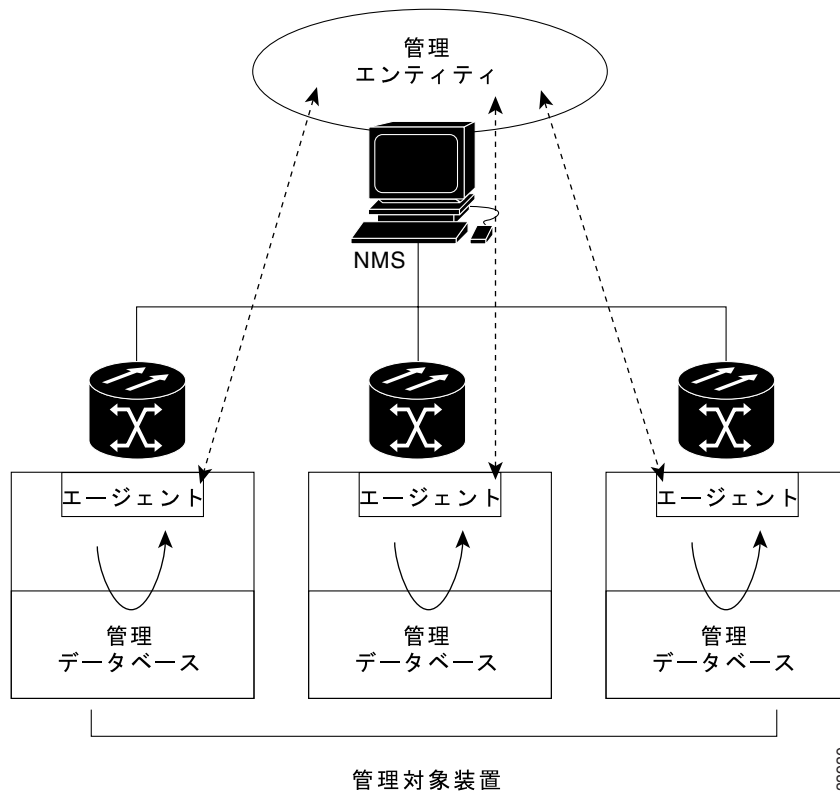 管理
エンティティ
NMS
エージェント
エージェント
エージェント
管理
データベース
管理
データベース
管理
データベース
管理対象装置